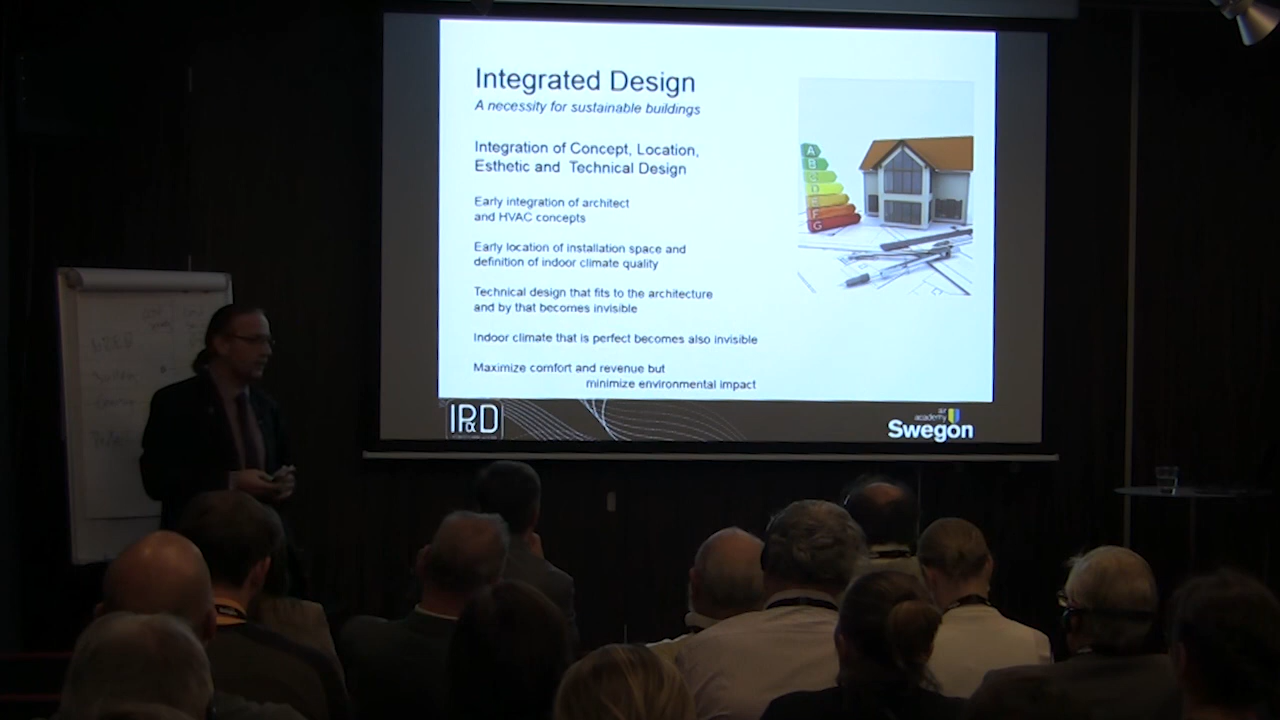 Integrated Design
A necessity for sustainable buildings
Integration of Concept, Location,
Esthetic and Technical Design
Early integration of architect
and HVAC concepts
Early location of installation space and
definition of indoor climate quality
Technical design that fits to the architecture
and by that becomes invisible
Indoor climate that is perfect becomes also invisible
Maximize comfort and revenue but
minimize environmental impact
A
B
C
D
E
F
G
IR&D
air
academy
Swegon